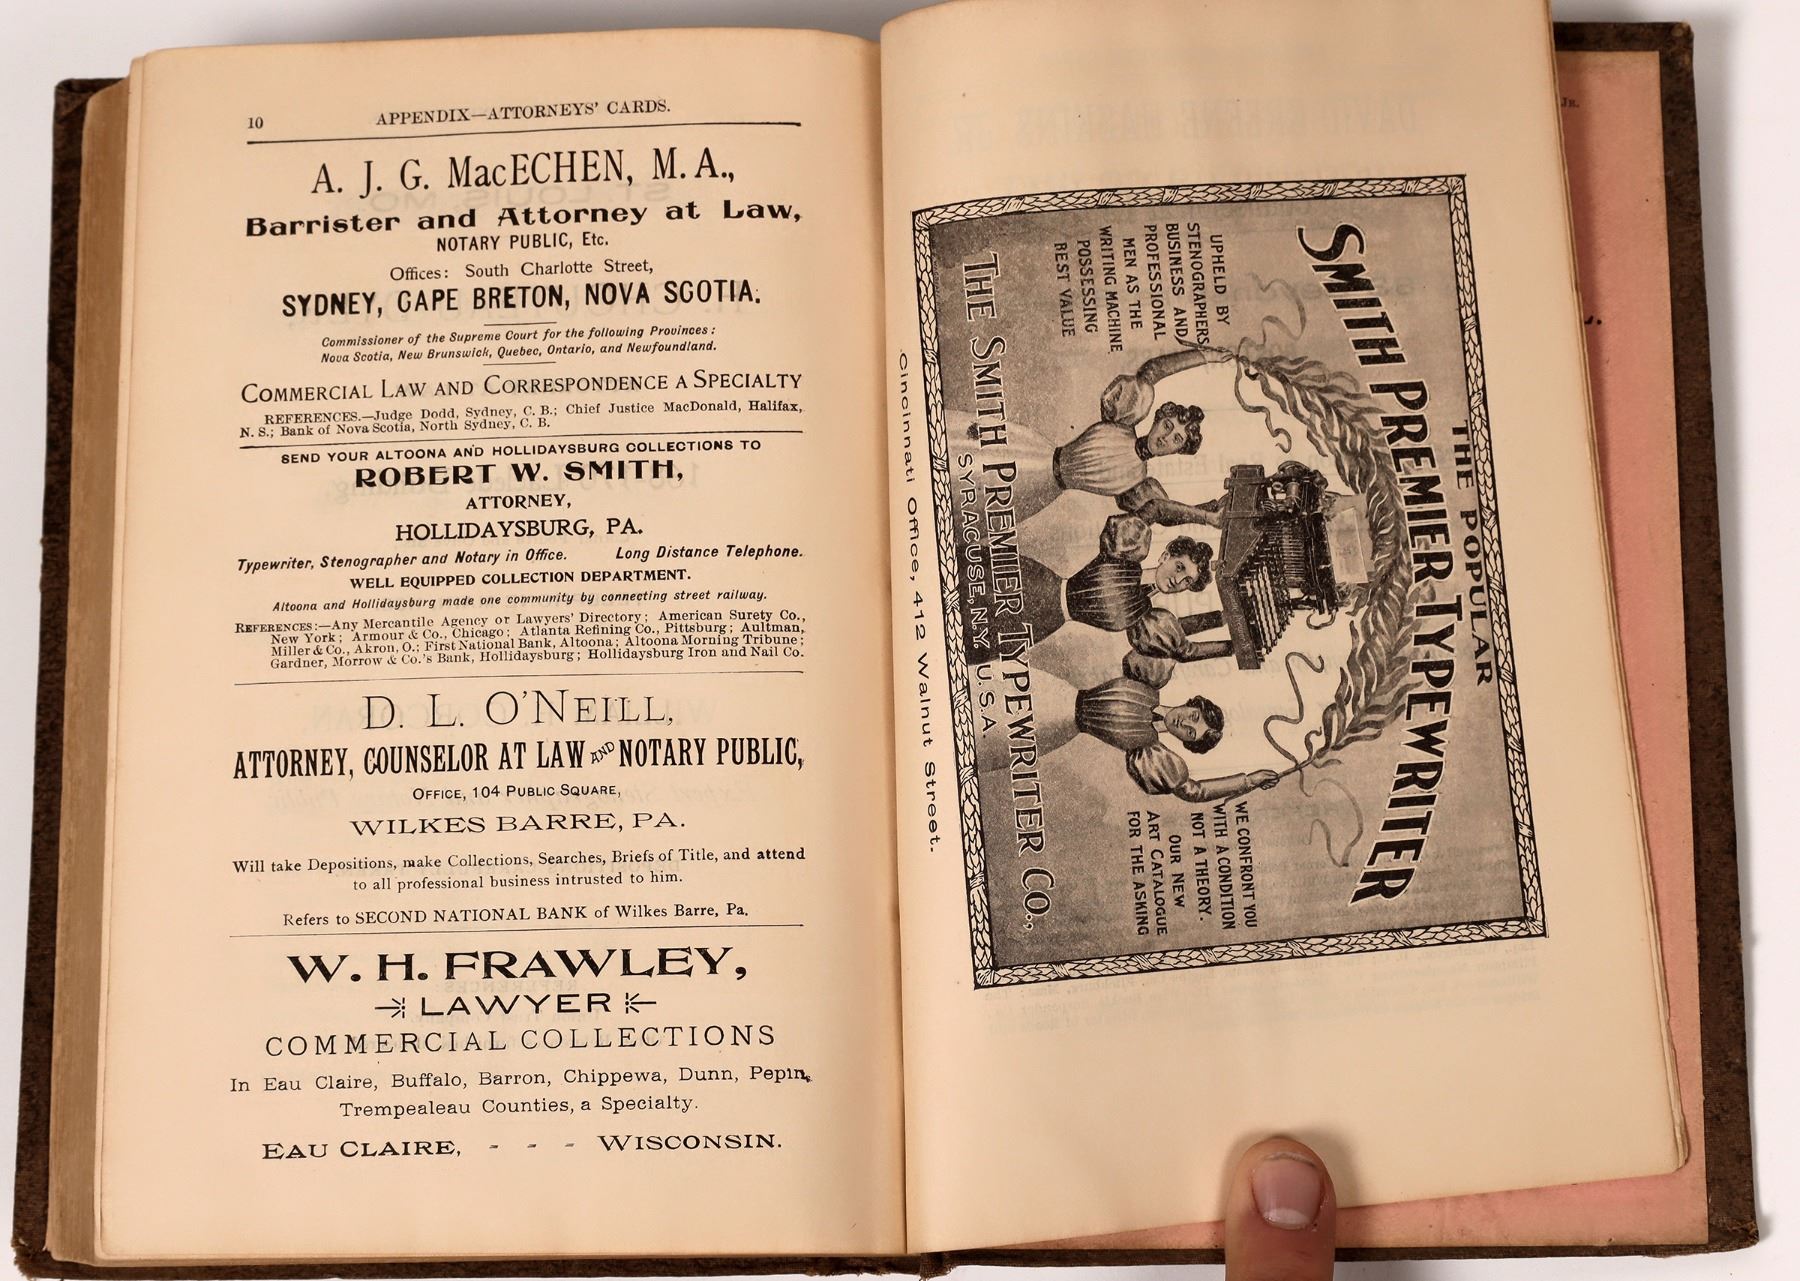 10
APPENDIX—ATTORNEYS' CARDS.
A. J. G. MacECHEN, M. A.,
Barrister and Attorney at Law,
NOTARY PUBLIC, Etc.
Offices: South Charlotte Street,
SYDNEY, CAPE BRETON, NOVA SCOTIA.
Commissioner of the Supreme Court for the following Provinces:
Nova Scotia, New Brunswick, Quebec, Ontario, and Newfoundland.
COMMERCIAL LAW AND CORRESPONDENCE A SPECIALTY
REFERENCES.—Judge Dodd, Sydney, C. B.; Chief Justice MacDonald, Halifax,
N. S.; Bank of Nova Scotia, North Sydney, C. B.
SEND YOUR ALTOONA AND HOLLIDAYSBURG COLLECTIONS TO
ROBERT W. SMITH,
ATTORNEY,
HOLLIDAYSBURG, PA.
Typewriter, Stenographer and Notary in Office. Long Distance Telephone.
WELL EQUIPPED COLLECTION DEPARTMENT.
Altoona and Hollidaysburg made one community by connecting street railway.
REFERENCES:—Any Mercantile Agency or Lawyers' Directory; American Surety Co.,
New York; Armour & Co., Chicago; Atlanta Refining Co., Pittsburg; Aultman,
Miller & Co., Akron, O.; First National Bank, Altoona; Altoona Morning Tribune;
Gardner, Morrow & Co.'s Bank, Hollidaysburg; Hollidaysburg Iron and Nail Co.
D. L. O'NEILL,
ATTORNEY, COUNSELOR AT LAW AND NOTARY PUBLIC,
OFFICE, 104 PUBLIC SQUARE,
WILKES BARRE, PA.
Will take Depositions, make Collections, Searches, Briefs of Title, and attend
to all professional business intrusted to him.
Refers to SECOND NATIONAL BANK of Wilkes Barre, Pa.
W. H. FRAWLEY,
LAWYER
COMMERCIAL COLLECTIONS
In Eau Claire, Buffalo, Barron, Chippewa, Dunn, Pepin,
Trempealeau Counties, a Specialty.
EAU CLAIRE, - - - WISCONSIN.
THE POPULAR
SMITH PREMIER TYPEWRITER
UPHELD BY
STENOGRAPHERS
BUSINESS AND
PROFESSIONAL
MEN AS THE
WRITING MACHINE
POSSESSING
BEST VALUE
WE CONFRONT YOU
WITH A CONDITION
NOT A THEORY.
OUR NEW
ART CATALOGUE
FOR THE ASKING
THE SMITH PREMIER TYPEWRITER CO.,
SYRACUSE, N.Y. U.S.A
Cincinnati Office, 412 Walnut Street.
JR.